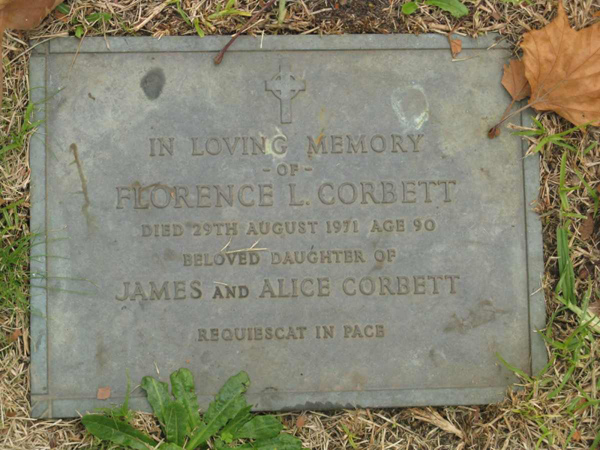 IN LOVING MEMORY
- OF -
FLORENCE L. CORBETT
DIED 29TH AUGUST 1971 AGE 90
BELOVED DAUGHTER OF
JAMES AND ALICE CORBETT
REQUIESCAT IN PACE